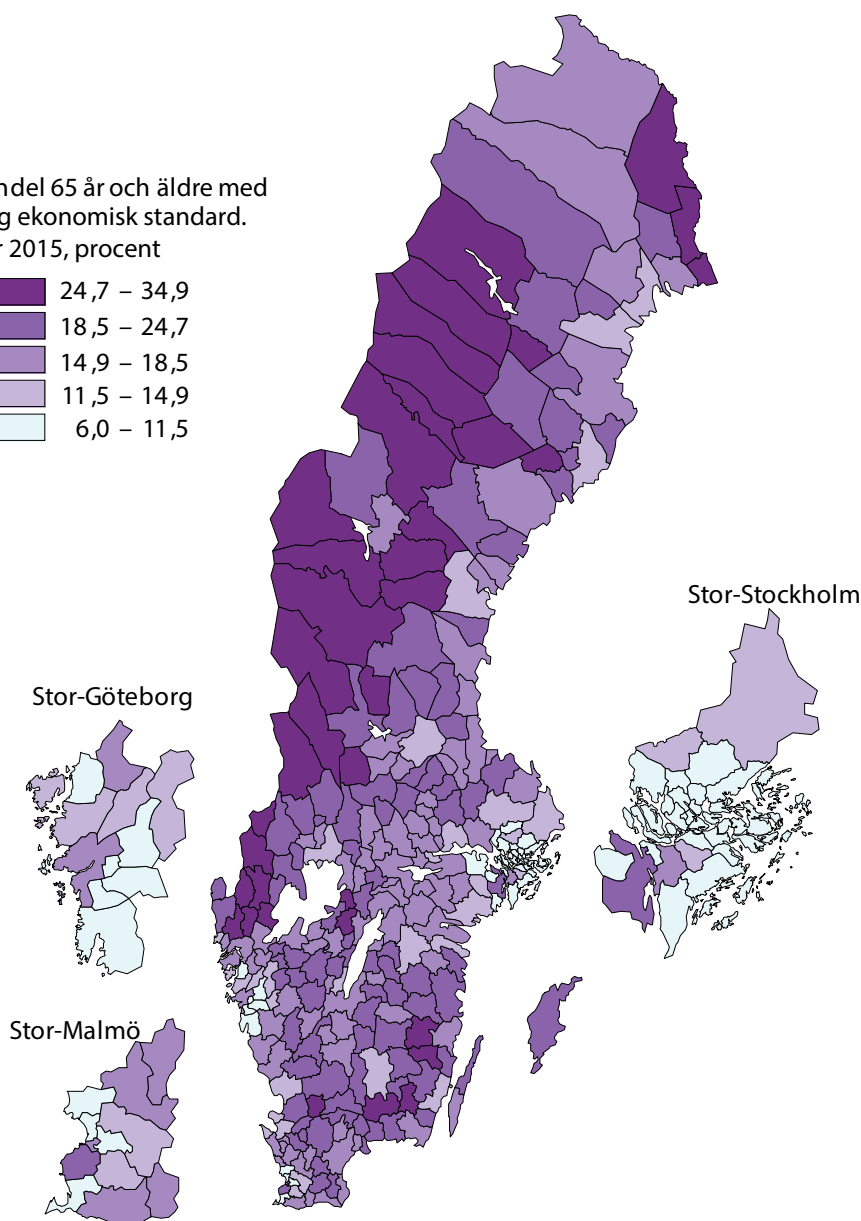 ndel 65 år och äldre med
g ekonomisk standard.
r 2015, procent
24,7 – 34,9
18,5 – 24,7
14,9 – 18,5
11,5 – 14,9
6,0 – 11,5
Stor-Stockholm
Stor-Göteborg
Stor-Malmö